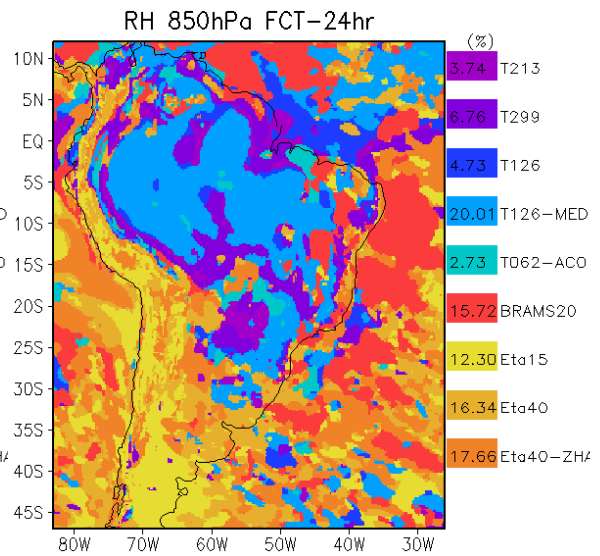 RH 850hPa FCT-24hr
(%)
10N
5N
EQ
5S
10S
15S
20S
25S
30S
35S
40S
45S
80W 70W 60W 50W 40W 30W
3.74 T213
6.76 T299
4.73 T126
20.01 T126-MED
2.73 T062-ACO
15.72 BRAMS20
12.30 Eta15
16.34 Eta40
17.66 Eta40-ZHA